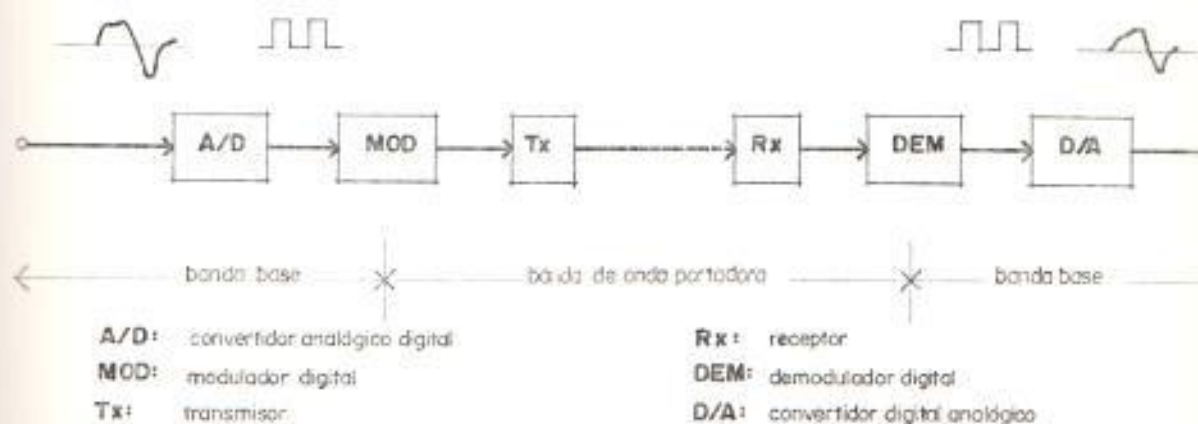 A/D MOD Tx Rx DEM D/A
banda base banda de onda portadora banda base
A/D: convertidor analógico digital
MOD: modulador digital
Tx: transmisor
Rx: receptor
DEM: demodulador digital
D/A: convertidor digital analógico